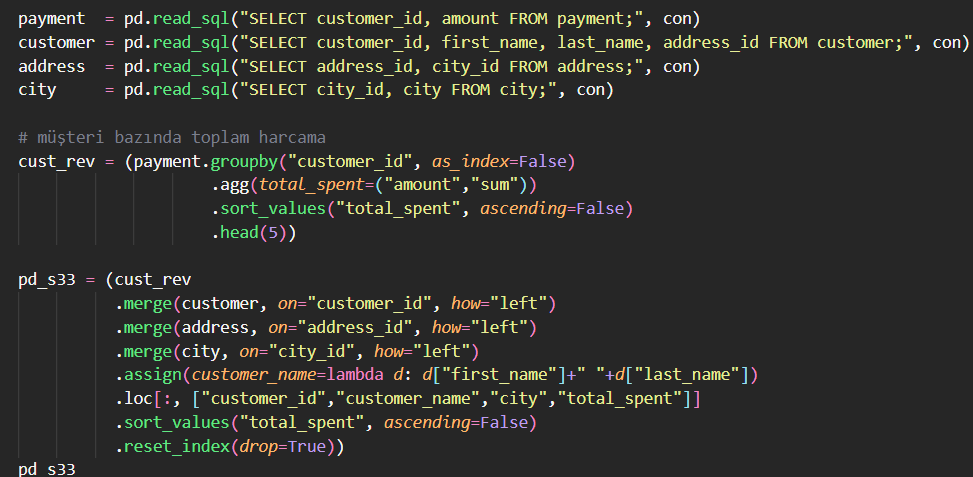 payment  = pd.read_sql("SELECT customer_id, amount FROM payment;", con)
customer = pd.read_sql("SELECT customer_id, first_name, last_name, address_id FROM customer;", con)
address  = pd.read_sql("SELECT address_id, city_id FROM address;", con)
city     = pd.read_sql("SELECT city_id, city FROM city;", con)

# müşteri bazında toplam harcama
cust_rev = (payment.groupby("customer_id", as_index=False)
                   .agg(total_spent=("amount","sum"))
                   .sort_values("total_spent", ascending=False)
                   .head(5))

pd_s33 = (cust_rev
          .merge(customer, on="customer_id", how="left")
          .merge(address, on="address_id", how="left")
          .merge(city, on="city_id", how="left")
          .assign(customer_name=lambda d: d["first_name"]+" "+d["last_name"])
          .loc[:, ["customer_id","customer_name","city","total_spent"]]
          .sort_values("total_spent", ascending=False)
          .reset_index(drop=True))
pd_s33